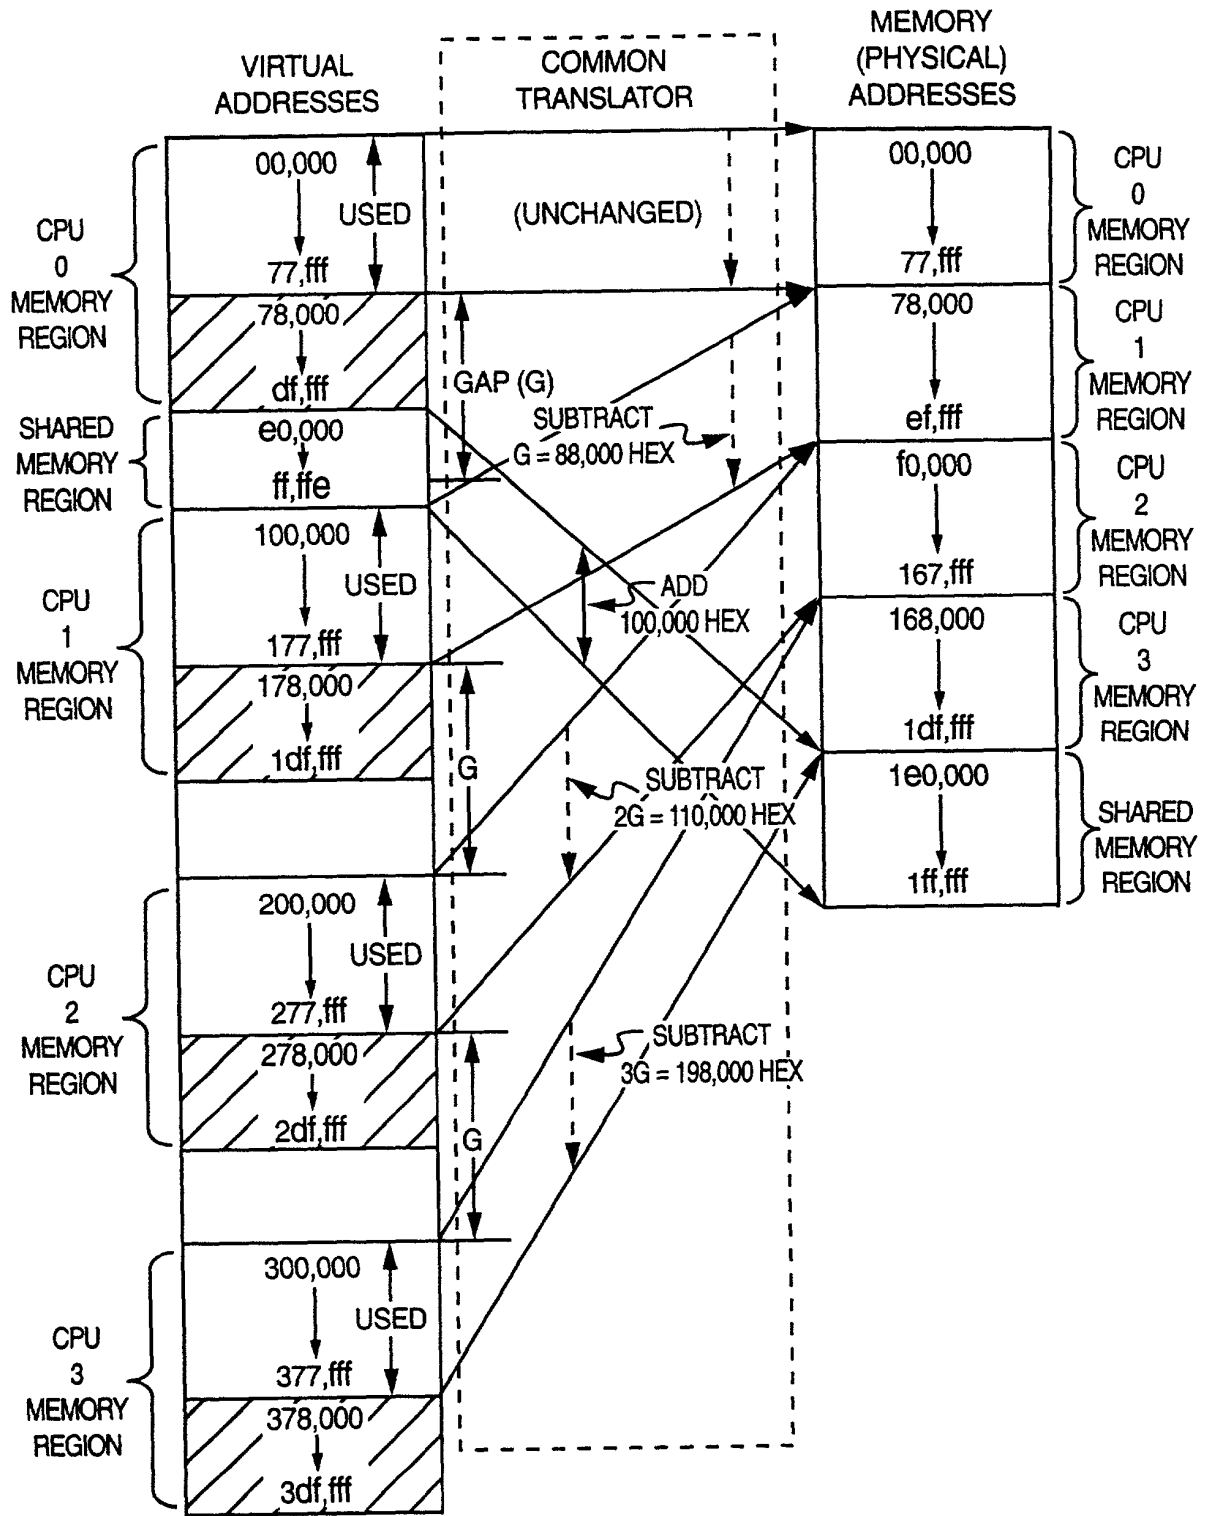 VIRTUAL
ADDRESSES
COMMON
TRANSLATOR
MEMORY
(PHYSICAL)
ADDRESSES
CPU
0
MEMORY
REGION
00,000
USED
77,fff
78,000
df,fff
SHARED
MEMORY
REGION
e0,000
ff,ffe
CPU
1
MEMORY
REGION
100,000
USED
177,fff
178,000
1df,fff
CPU
2
MEMORY
REGION
200,000
USED
277,fff
278,000
2df,fff
CPU
3
MEMORY
REGION
300,000
USED
377,fff
378,000
3df,fff
(UNCHANGED)
GAP (G)
SUBTRACT
G = 88,000 HEX
ADD
100,000 HEX
G
SUBTRACT
2G = 110,000 HEX
SUBTRACT
3G = 198,000 HEX
G
00,000
77,fff
CPU
0
MEMORY
REGION
78,000
ef,fff
CPU
1
MEMORY
REGION
f0,000
167,fff
CPU
2
MEMORY
REGION
168,000
1df,fff
CPU
3
MEMORY
REGION
1e0,000
1ff,fff
SHARED
MEMORY
REGION